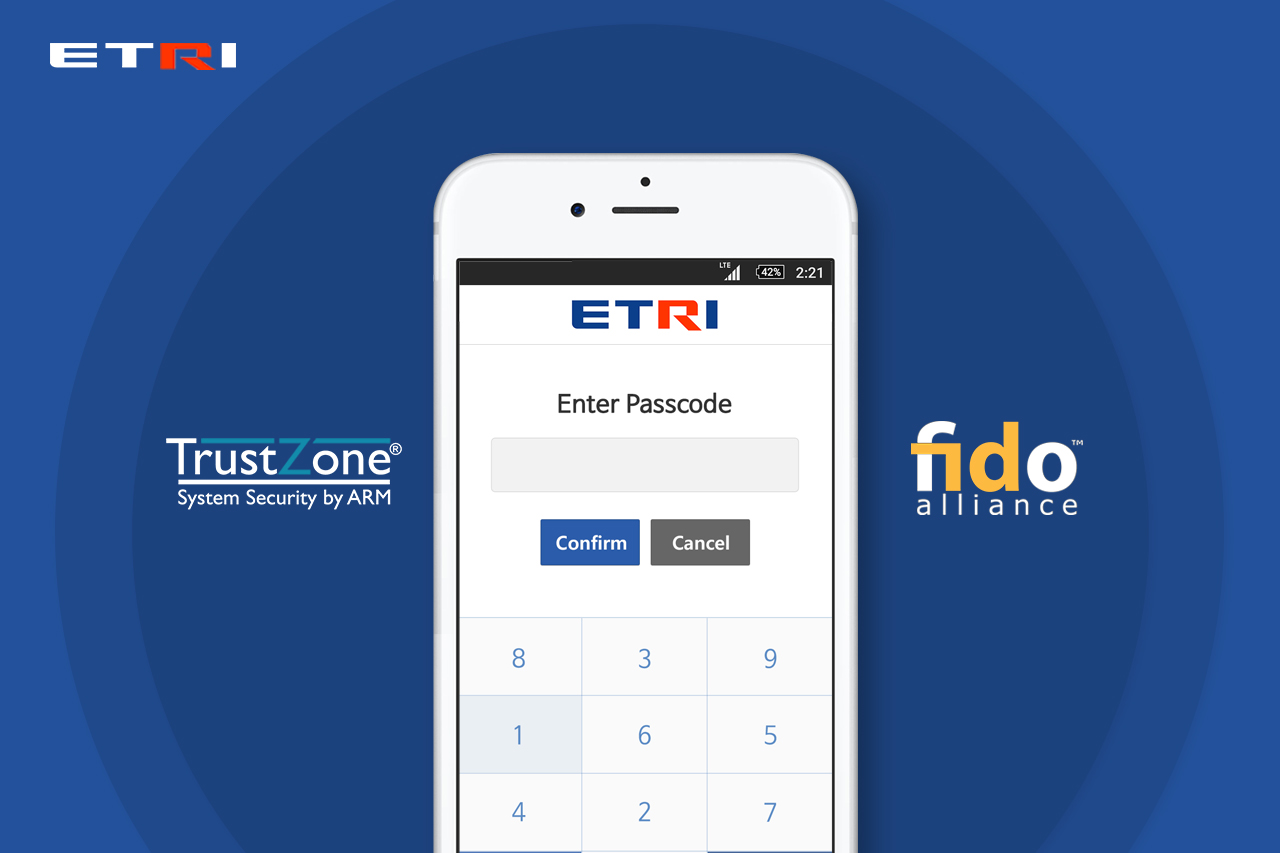 ETRI
LTE 42% 2:21
ETRI
Enter Passcode
TrustZone®
System Security by ARM
fido™
alliance
Confirm Cancel
8 3 9
1 6 5
4 2 7